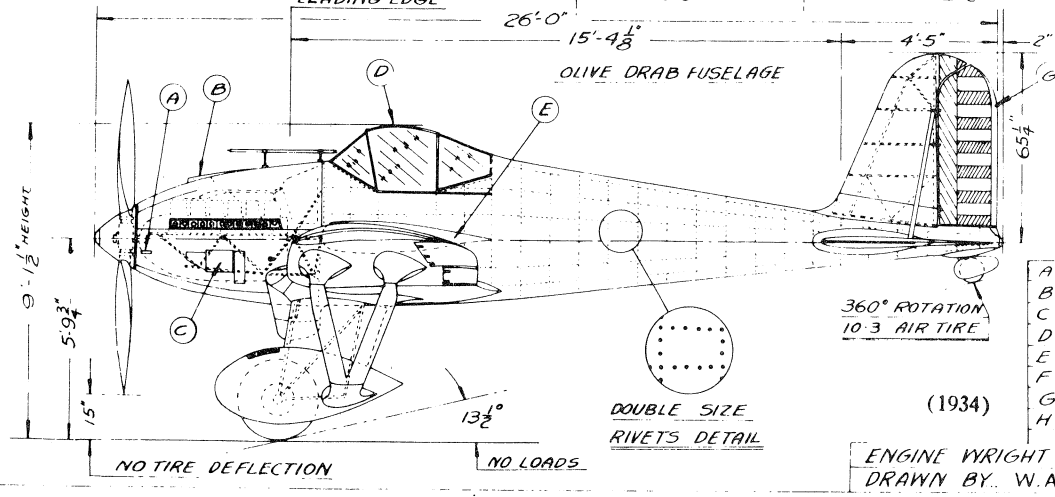 LEADING EDGE
26'-0"
15'-4 1/8"
4'-5"
2"
OLIVE DRAB FUSELAGE
A
B
D
E
G
65 1/4"
9'-1 1/2" HEIGHT
5'-9 3/4"
15"
C
360° ROTATION
10·3 AIR TIRE
13 1/2°
DOUBLE SIZE
RIVETS DETAIL
(1934)
NO TIRE DEFLECTION
NO LOADS
A
B
C
D
E
F
G
H
ENGINE WRIGHT
DRAWN BY. W.A